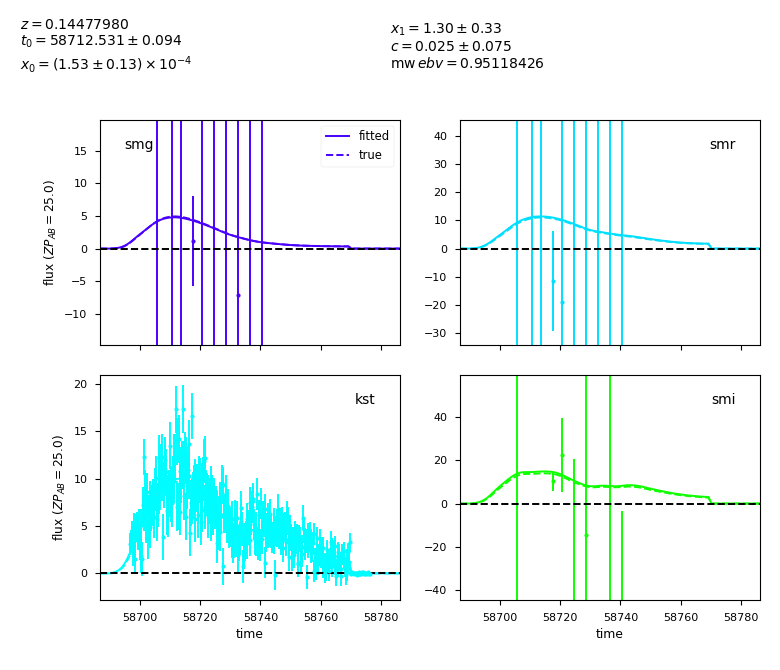 z = 0.14477980
t₀ = 58712.531 ± 0.094
x₀ = (1.53 ± 0.13) × 10⁻⁴
x₁ = 1.30 ± 0.33
c = 0.025 ± 0.075
mw ebv = 0.95118426
smg
fitted
true
15
10
5
0
−5
−10
flux (ZP_AB = 25.0)
smr
40
30
20
10
0
−10
−20
−30
kst
20
15
10
5
0
flux (ZP_AB = 25.0)
58700 58720 58740 58760 58780
time
smi
40
20
0
−20
−40
58700 58720 58740 58760 58780
time